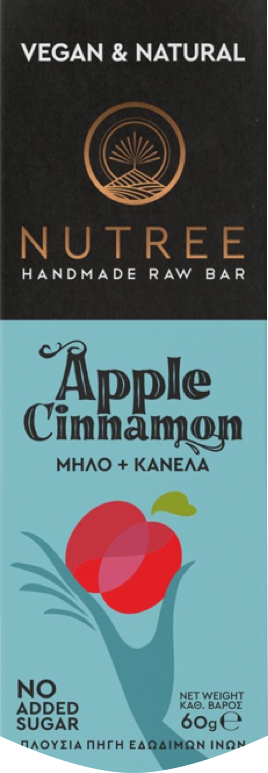 VEGAN & NATURAL
NUTREE
HANDMADE RAW BAR
Apple
Cinnamon
ΜΗΛΟ + ΚΑΝΕΛΑ
NO
ADDED
SUGAR
NET WEIGHT
ΚΑΘ. ΒΑΡΟΣ
60g℮
ΠΛΟΥΣΙΑ ΠΗΓΗ ΕΔΩΔΙΜΩΝ ΙΝΩΝ